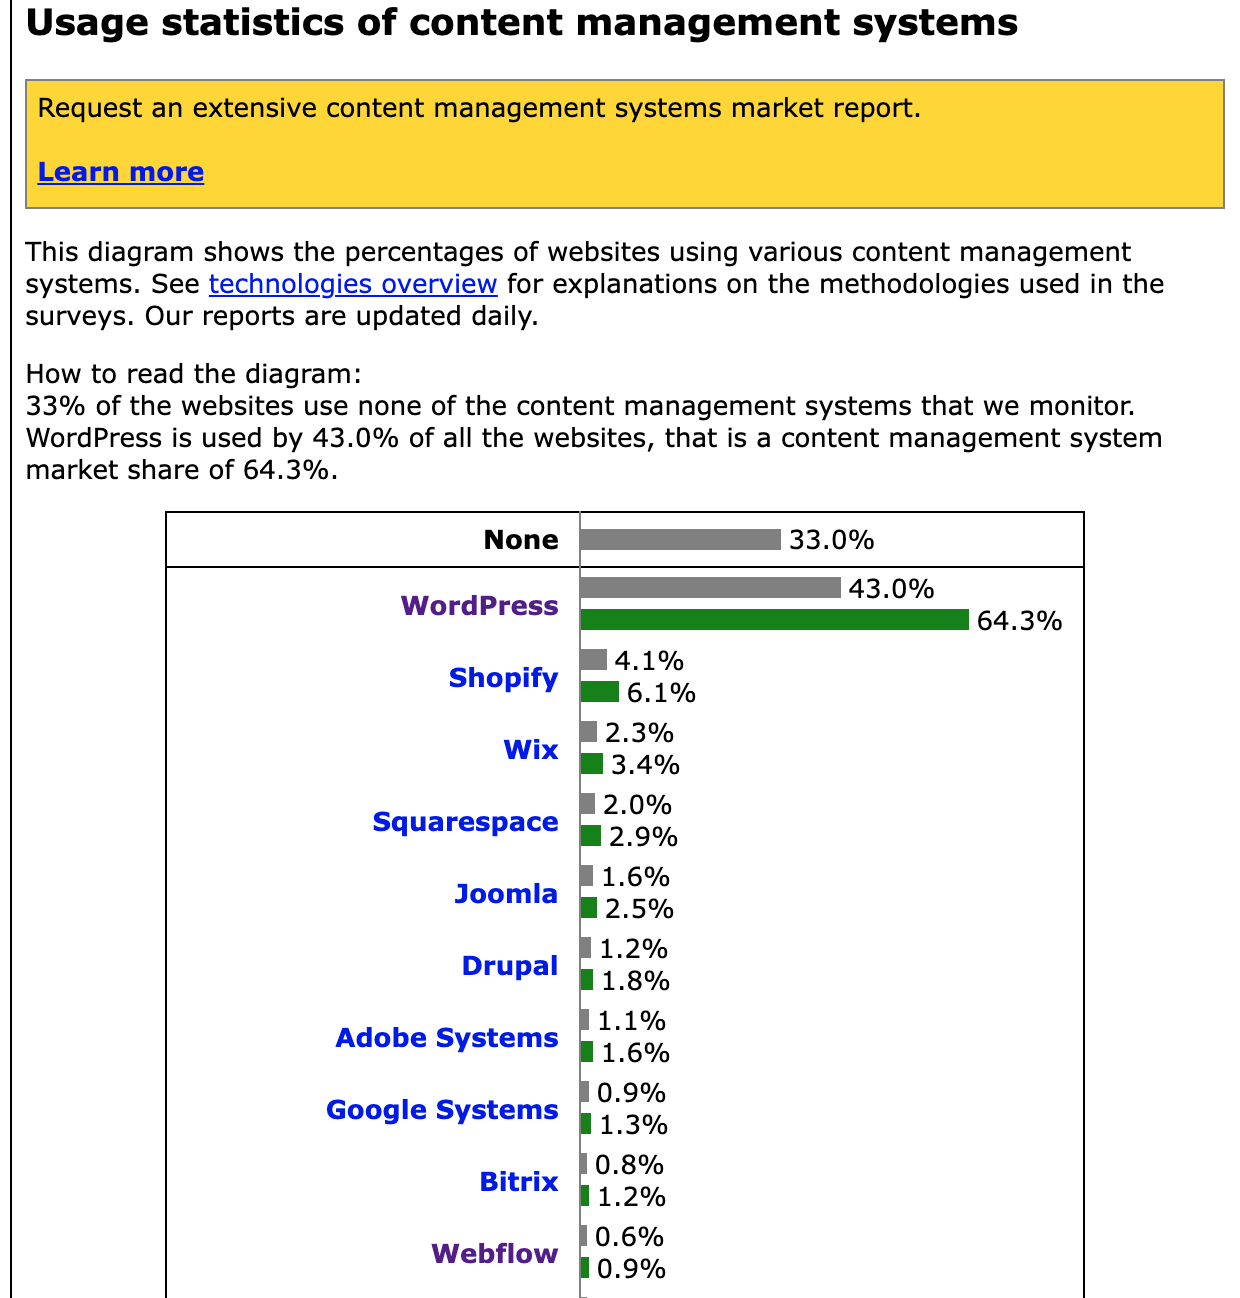 Usage statistics of content management systems
Request an extensive content management systems market report.
Learn more
This diagram shows the percentages of websites using various content management
systems. See technologies overview for explanations on the methodologies used in the
surveys. Our reports are updated daily.
How to read the diagram:
33% of the websites use none of the content management systems that we monitor.
WordPress is used by 43.0% of all the websites, that is a content management system
market share of 64.3%.
None 33.0%
WordPress 43.0%
64.3%
Shopify 4.1%
6.1%
Wix 2.3%
3.4%
Squarespace 2.0%
2.9%
Joomla 1.6%
2.5%
Drupal 1.2%
1.8%
Adobe Systems 1.1%
1.6%
Google Systems 0.9%
1.3%
Bitrix 0.8%
1.2%
Webflow 0.6%
0.9%